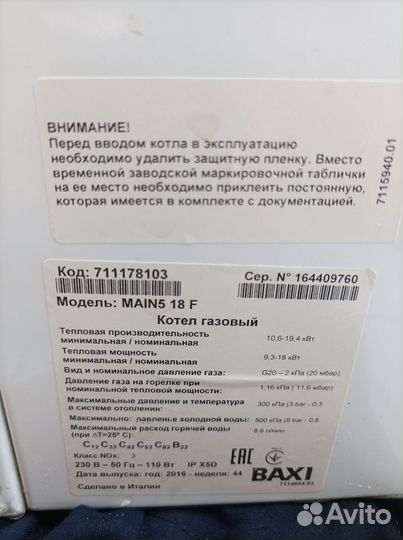 ВНИМАНИЕ!
Перед вводом котла в эксплуатацию
необходимо удалить защитную пленку. Вместо
временной заводской маркировочной таблички
на ее место необходимо приклеить постоянную,
которая имеется в комплекте с документацией.
7115940.01
Код: 711178103
Сер. N° 164409760
Модель: MAIN5 18 F
Котел газовый
Тепловая производительность
минимальная / номинальная
10,6-19,4 кВт
Тепловая мощность
минимальная / номинальная
9,3-18 кВт
Вид и номинальное давление газа:
G20 – 2 кПа (20 мбар)
Давление газа на горелке при
номинальной тепловой мощности:
1,16 кПа ( 11,6 мбар)
Максимальные давление и температура
в системе отопления:
300 кПа (3 bar - 0,3
Максималь. давленье холодной воды:
800 кПа (8 bar - 0,8
Максимальный расход горячей воды
(при ΔT=25° C):
8,6 л/мин
C12 C32 C42 C52 C82 B22
Класс NOx: 3
230 В – 50 Гц – 110 Вт IP X5D
Дата выпуска: год: 2016 - неделя: 44
Сделано в Италии
EAC
BAXI
7114694.03
Avito